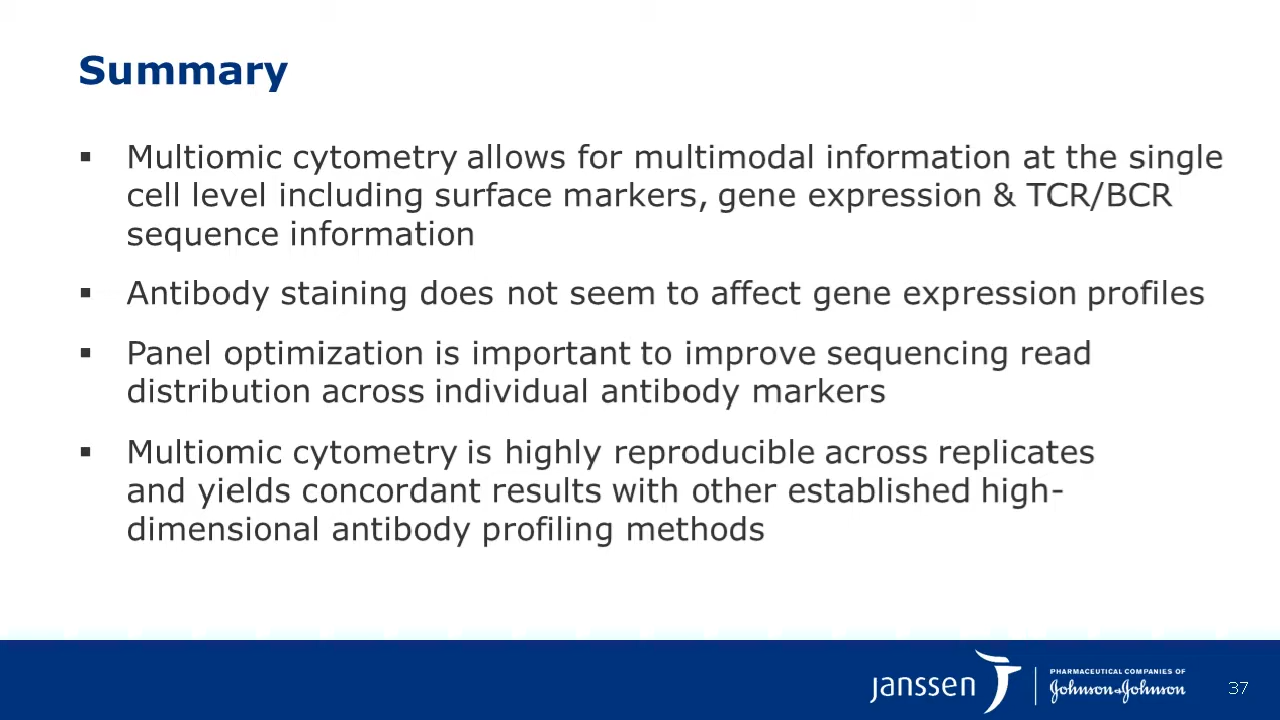 Summary
▪ Multiomic cytometry allows for multimodal information at the single
cell level including surface markers, gene expression & TCR/BCR
sequence information
▪ Antibody staining does not seem to affect gene expression profiles
▪ Panel optimization is important to improve sequencing read
distribution across individual antibody markers
▪ Multiomic cytometry is highly reproducible across replicates
and yields concordant results with other established high-
dimensional antibody profiling methods
janssen
PHARMACEUTICAL COMPANIES OF
Johnson & Johnson
37